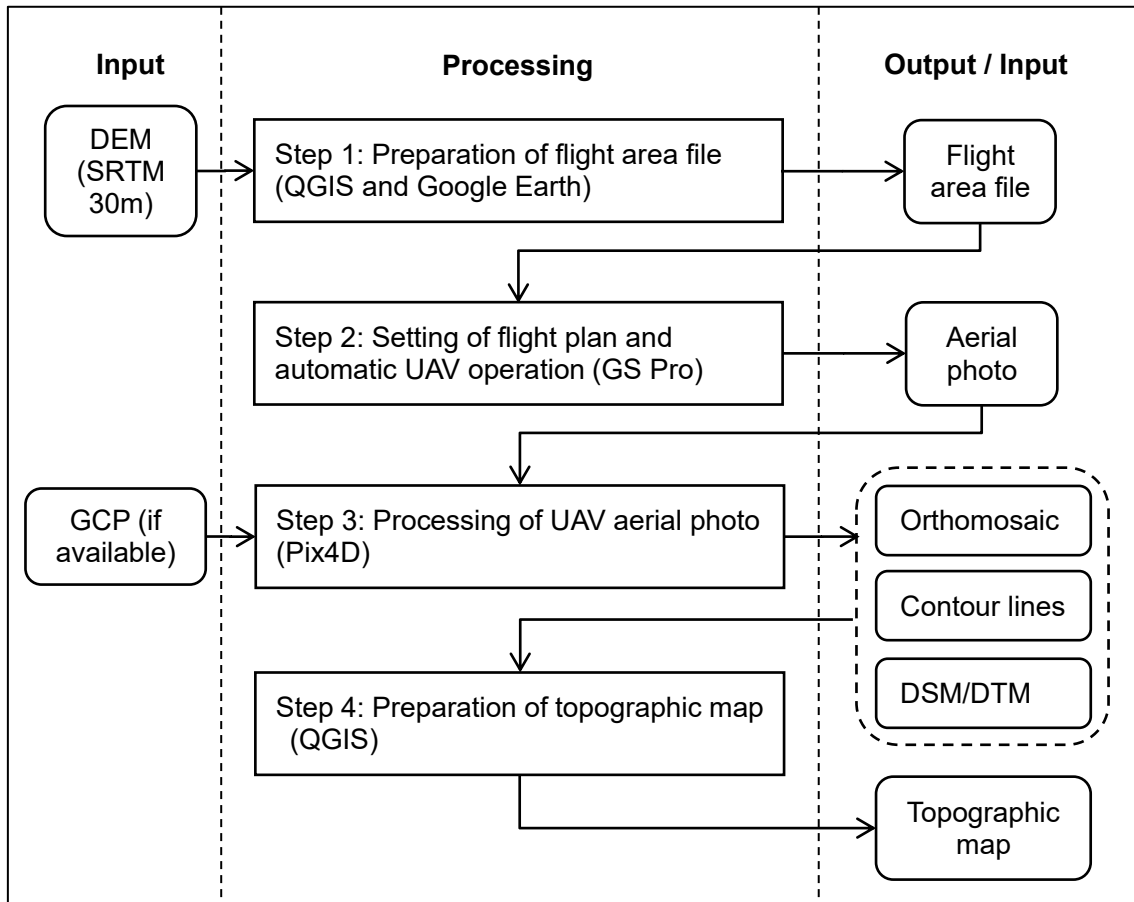 Input
Processing
Output / Input
DEM
(SRTM
30m)
Step 1: Preparation of flight area file
(QGIS and Google Earth)
Flight
area file
Step 2: Setting of flight plan and
automatic UAV operation (GS Pro)
Aerial
photo
GCP (if
available)
Step 3: Processing of UAV aerial photo
(Pix4D)
Orthomosaic
Contour lines
DSM/DTM
Step 4: Preparation of topographic map
(QGIS)
Topographic
map